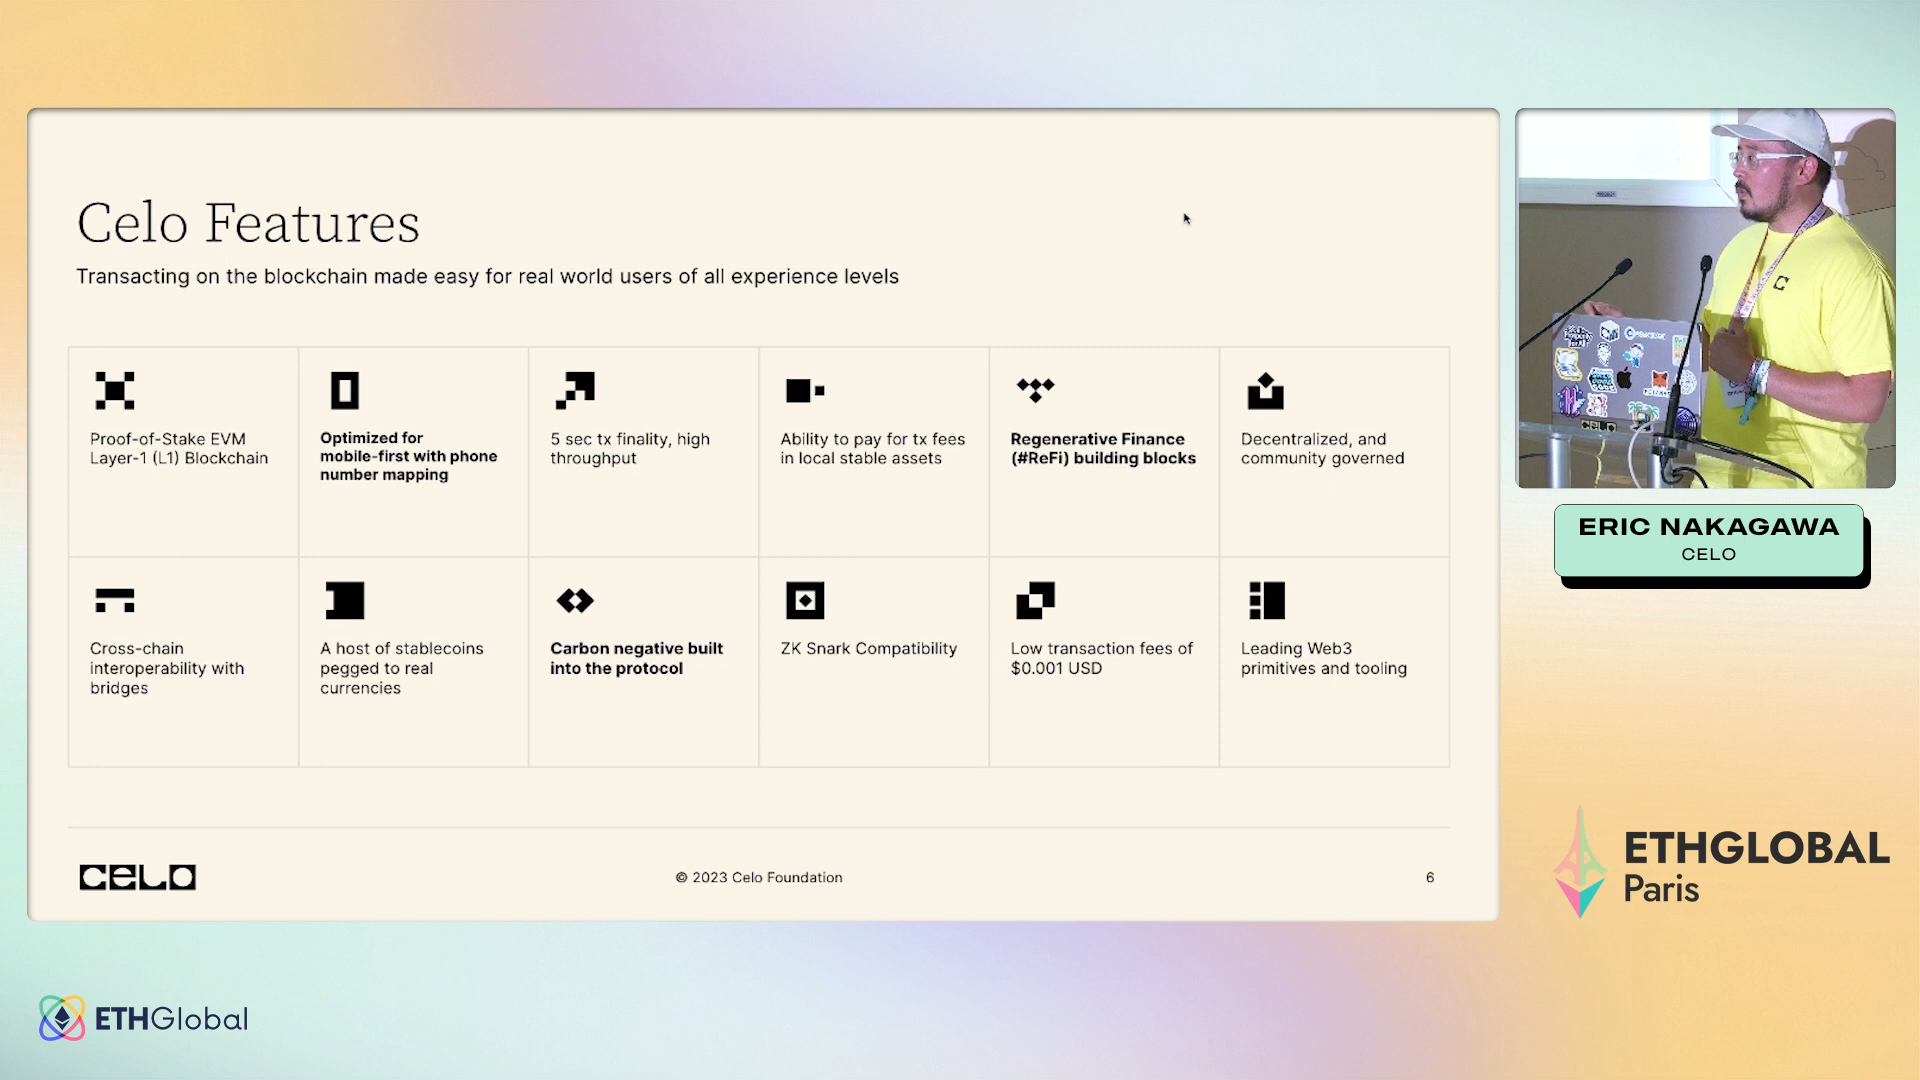 Celo Features
Transacting on the blockchain made easy for real world users of all experience levels
Proof-of-Stake EVM
Layer-1 (L1) Blockchain
Optimized for
mobile-first with phone
number mapping
5 sec tx finality, high
throughput
Ability to pay for tx fees
in local stable assets
Regenerative Finance
(#ReFi) building blocks
Decentralized, and
community governed
Cross-chain
interoperability with
bridges
A host of stablecoins
pegged to real
currencies
Carbon negative built
into the protocol
ZK Snark Compatibility
Low transaction fees of
$0.001 USD
Leading Web3
primitives and tooling
CELO
© 2023 Celo Foundation
6
CELO
ERIC NAKAGAWA
CELO
ETHGLOBAL
Paris
ETHGlobal